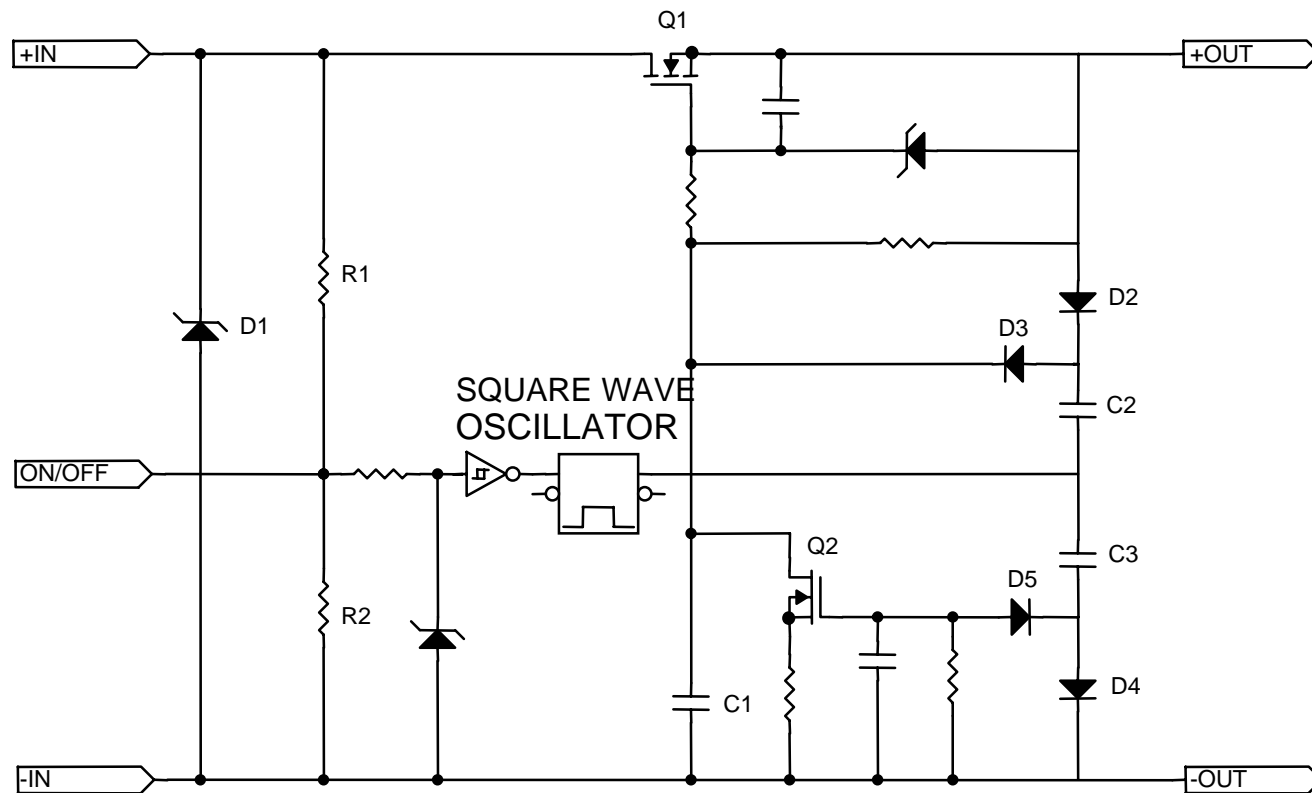 Q1
+IN
+OUT
R1
D1
D2
D3
SQUARE WAVE
OSCILLATOR
C2
ON/OFF
Q2
C3
D5
R2
D4
C1
-IN
-OUT